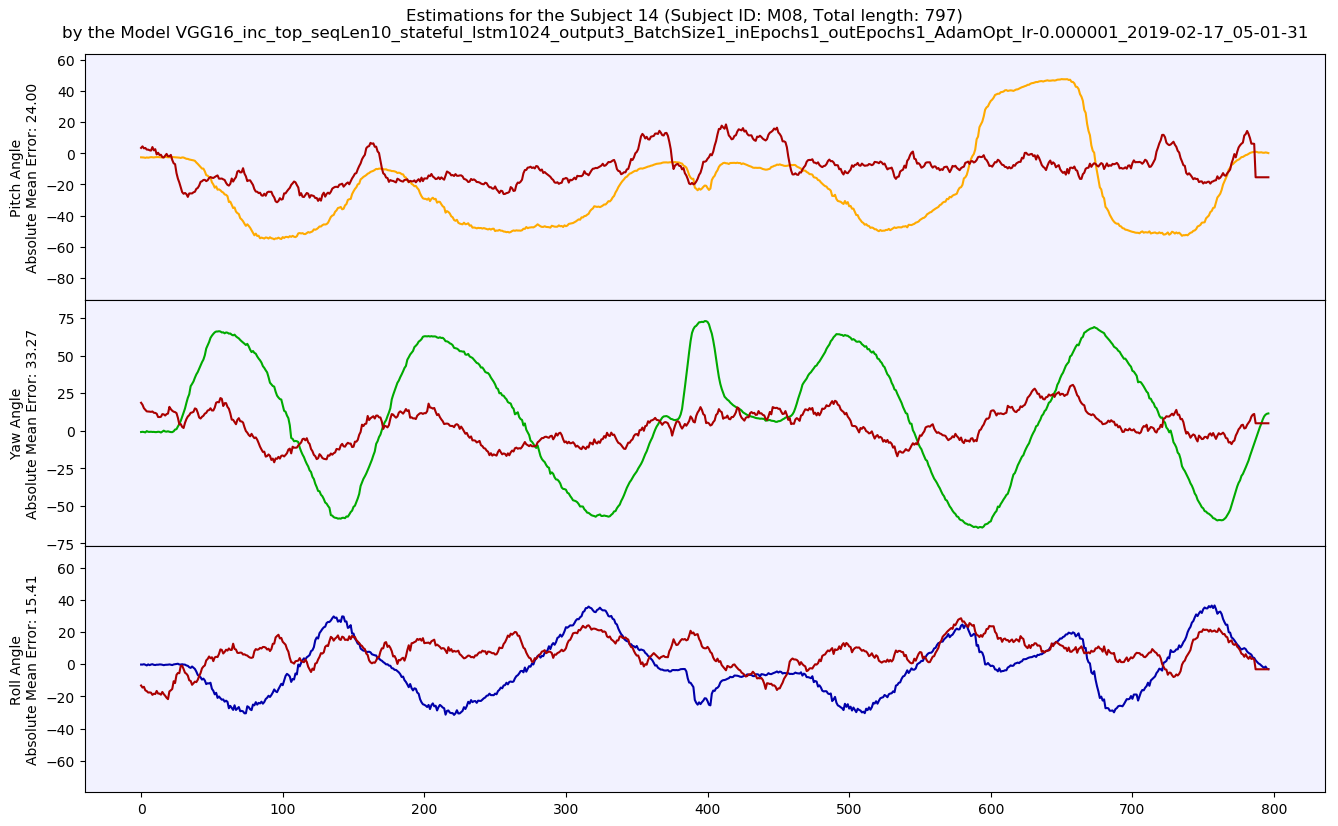 Estimations for the Subject 14 (Subject ID: M08, Total length: 797)
by the Model VGG16_inc_top_seqLen10_stateful_lstm1024_output3_BatchSize1_inEpochs1_outEpochs1_AdamOpt_lr-0.000001_2019-02-17_05-01-31
Pitch Angle
Absolute Mean Error: 24.00
60
40
20
0
−20
−40
−60
−80
Yaw Angle
Absolute Mean Error: 33.27
75
50
25
0
−25
−50
−75
Roll Angle
Absolute Mean Error: 15.41
60
40
20
0
−20
−40
−60
0 100 200 300 400 500 600 700 800